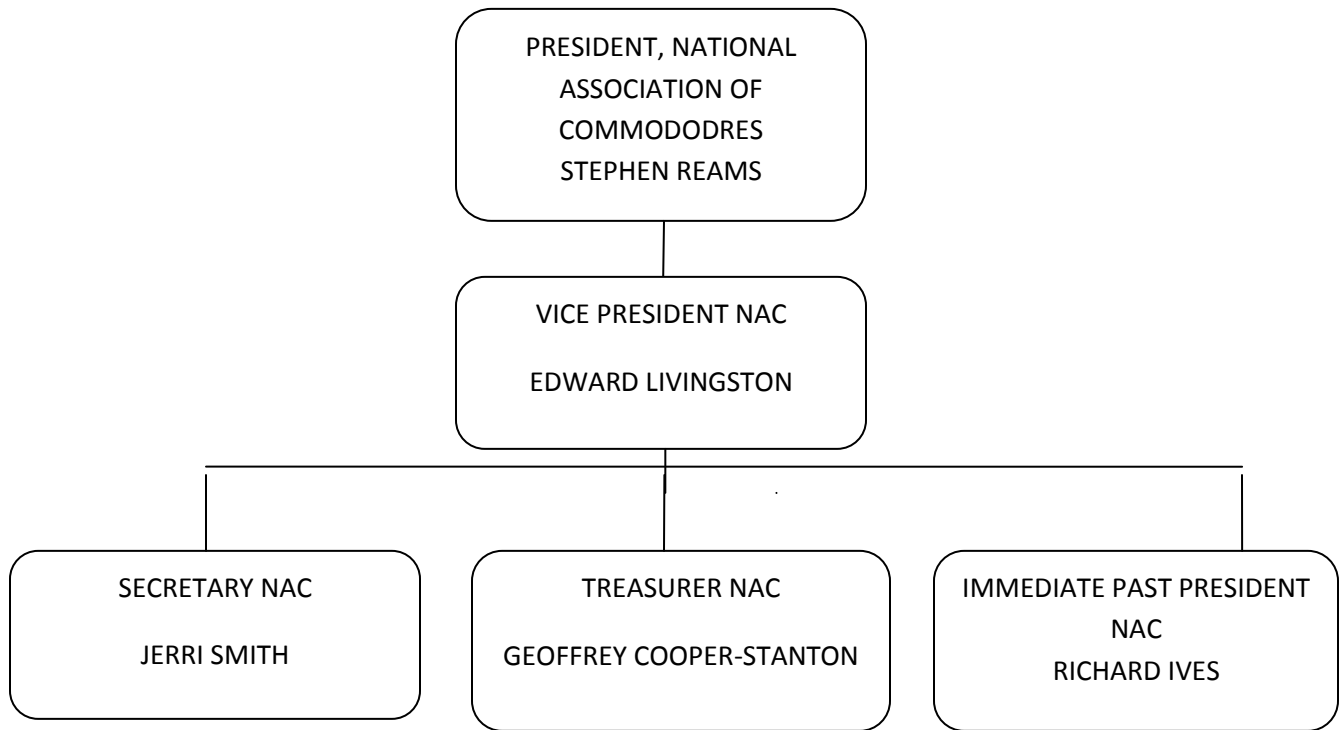 PRESIDENT, NATIONAL
ASSOCIATION OF
COMMODODRES
STEPHEN REAMS
VICE PRESIDENT NAC
EDWARD LIVINGSTON
SECRETARY NAC
JERRI SMITH
TREASURER NAC
GEOFFREY COOPER-STANTON
IMMEDIATE PAST PRESIDENT
NAC
RICHARD IVES